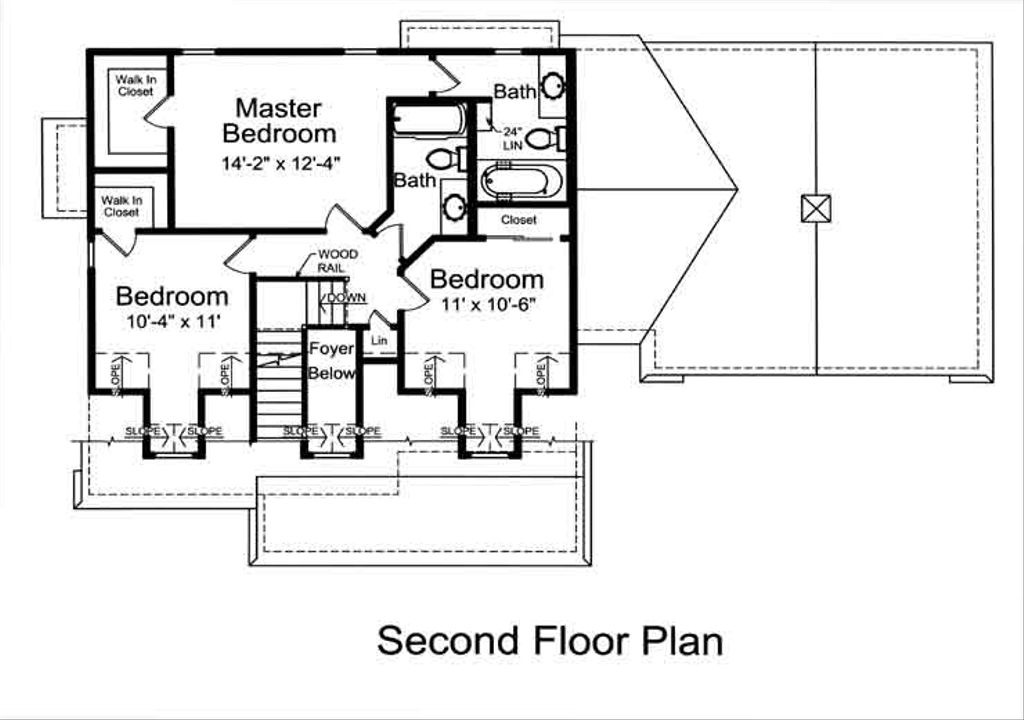 Walk In
Closet
Master
Bedroom
14'-2" x 12'-4"
Bath
24"
LIN
Bath
Walk In
Closet
Closet
WOOD
RAIL
Bedroom
10'-4" x 11'
Bedroom
11' x 10'-6"
DOWN
Lin
Foyer
Below
SLOPE
SLOPE
SLOPE
SLOPE
SLOPE
SLOPE
SLOPE
SLOPE
SLOPE
SLOPE
Second Floor Plan